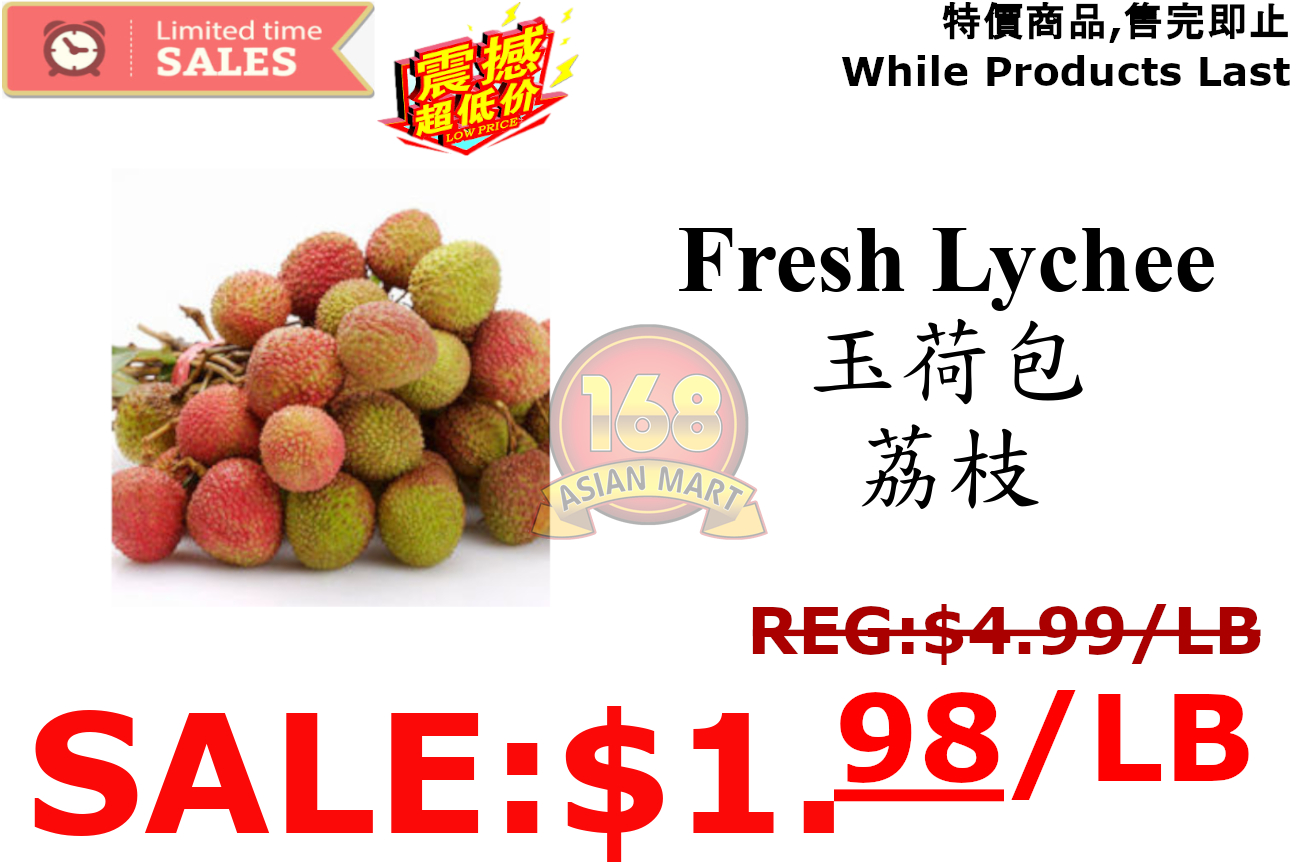 Limited time
SALES
震撼
超低价
LOW PRICE
特價商品,售完即止
While Products Last
Fresh Lychee
玉荷包
荔枝
168
ASIAN MART
REG:$4.99/LB
SALE:$1.98/LB